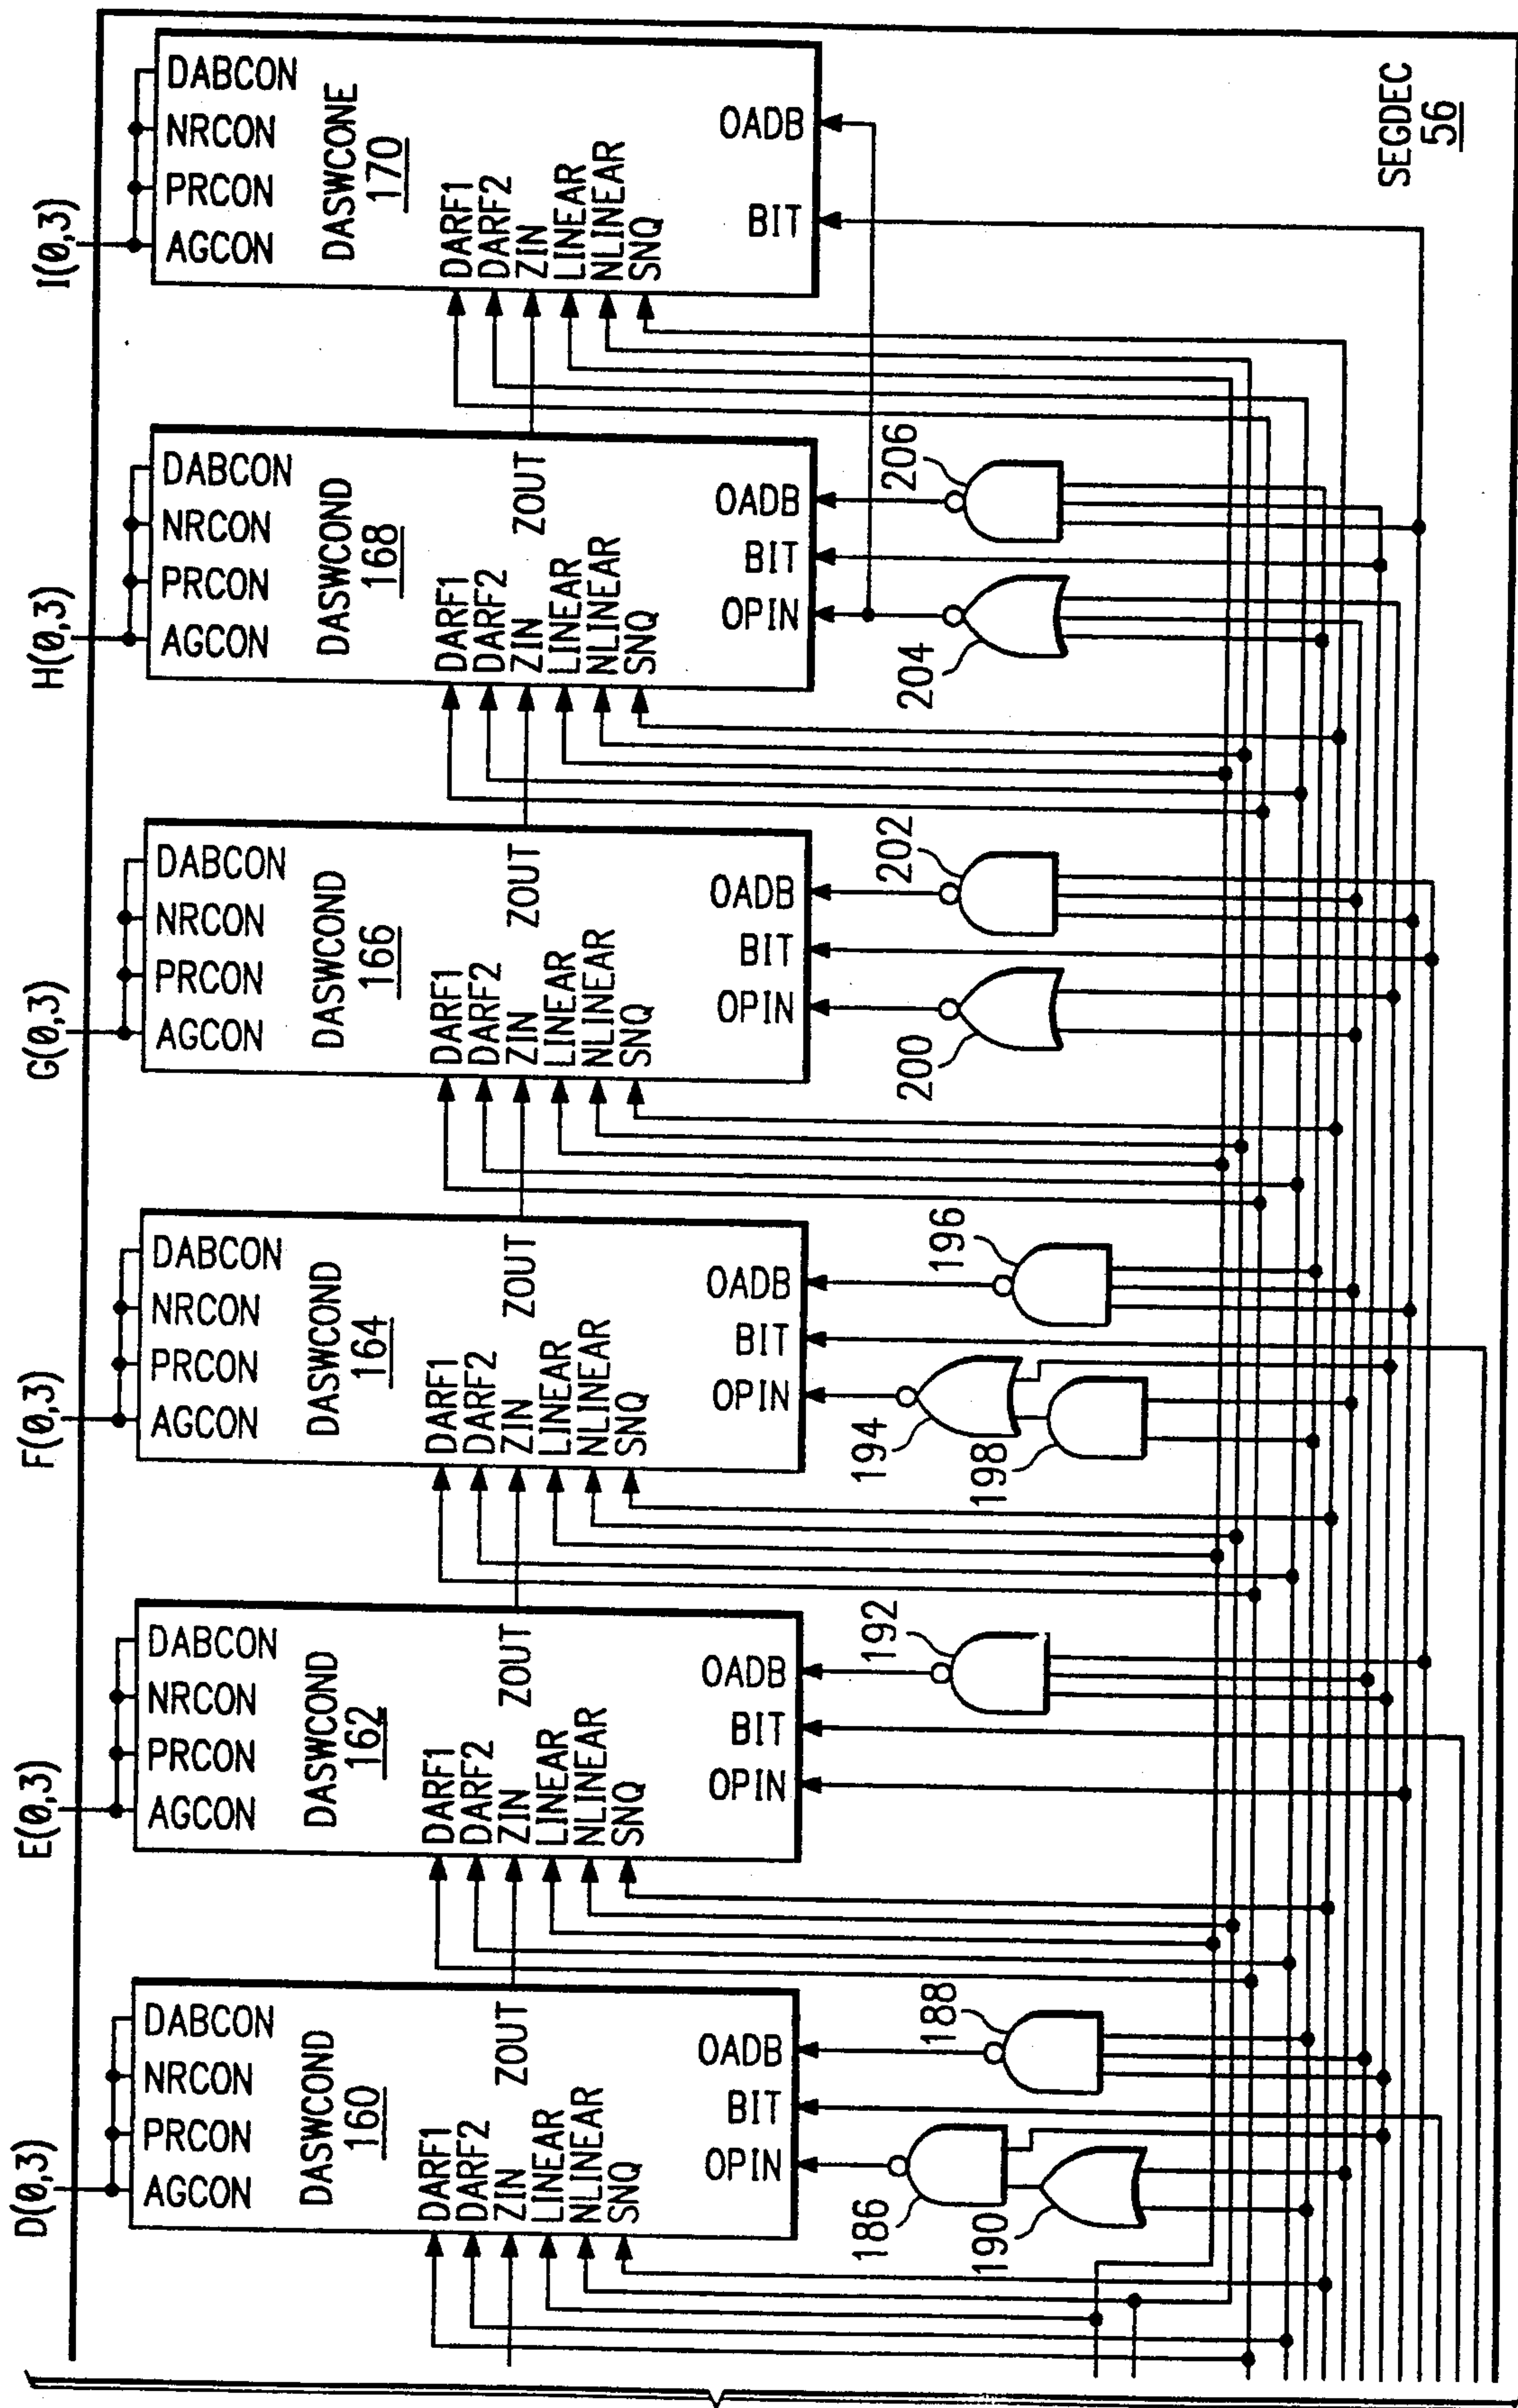 D(0,3)
AGCON
PRCON
NRCON
DABCON
DASWCOND
160
DARF1
DARF2
ZIN
LINEAR
NLINEAR
SNQ
ZOUT
OPIN
BIT
OADB
186
188
190
E(0,3)
AGCON
PRCON
NRCON
DABCON
DASWCOND
162
DARF1
DARF2
ZIN
LINEAR
NLINEAR
SNQ
ZOUT
OPIN
BIT
OADB
192
F(0,3)
AGCON
PRCON
NRCON
DABCON
DASWCOND
164
DARF1
DARF2
ZIN
LINEAR
NLINEAR
SNQ
ZOUT
OPIN
BIT
OADB
194
196
198
G(0,3)
AGCON
PRCON
NRCON
DABCON
DASWCOND
166
DARF1
DARF2
ZIN
LINEAR
NLINEAR
SNQ
ZOUT
OPIN
BIT
OADB
200
202
H(0,3)
AGCON
PRCON
NRCON
DABCON
DASWCOND
168
DARF1
DARF2
ZIN
LINEAR
NLINEAR
SNQ
ZOUT
OPIN
BIT
OADB
204
206
I(0,3)
AGCON
PRCON
NRCON
DABCON
DASWCONE
170
DARF1
DARF2
ZIN
LINEAR
NLINEAR
SNQ
BIT
OADB
SEGDEC
56